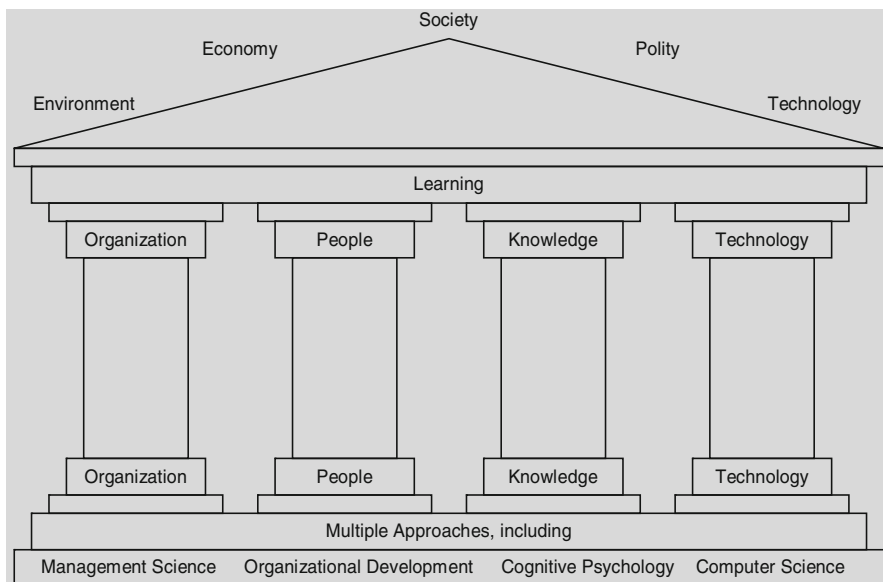 Society
Economy Polity
Environment Technology
Learning
Organization People Knowledge Technology
Organization People Knowledge Technology
Multiple Approaches, including
Management Science Organizational Development Cognitive Psychology Computer Science